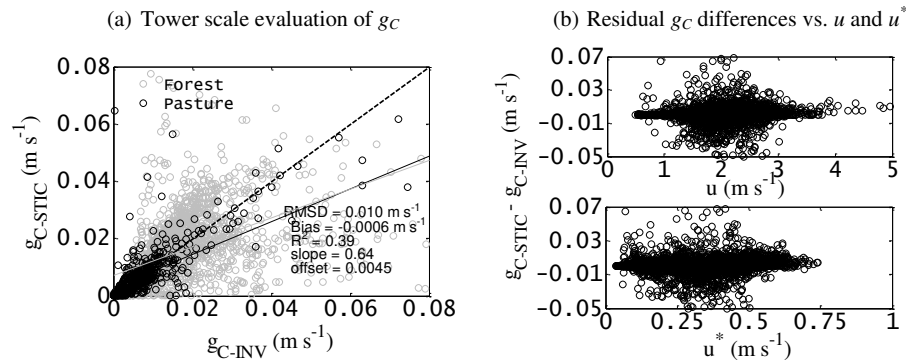 (a) Tower scale evaluation of g_C
0.08
0.06
0.04
0.02
0
0
0.02
0.04
0.06
0.08
g_C-STIC (m s⁻¹)
g_C-INV (m s⁻¹)
Forest
Pasture
RMSD = 0.010 m s⁻¹
Bias = -0.0006 m s⁻¹
R² = 0.39
slope = 0.64
offset = 0.0045
(b) Residual g_C differences vs. u and u*
g_C-STIC - g_C-INV (m s⁻¹)
0.07
0.03
−0.01
−0.05
0 1 2 3 4 5
u (m s⁻¹)
0.07
0.03
−0.01
−0.05
0 0.25 0.5 0.75 1
u* (m s⁻¹)